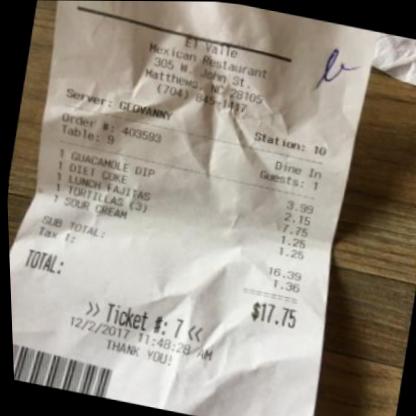 El Valle
Mexican Restaurant
305 W. John St.
Matthews, NC 28105
(704) 845-1417
Server: GEOVANNY Station: 10
Order #: 403593 Dine In
Table: 9 Guests: 1
1 GUACAMOLE DIP 3.99
1 DIET COKE 2.15
1 LUNCH FAJITAS 7.75
1 TORTILLAS (3) 1.25
1 SOUR CREAM 1.25
SUB TOTAL: 16.39
Tax 1: 1.36
TOTAL: $17.75
>> Ticket #: 7 <<
12/2/2017 11:48:28 AM
THANK YOU!